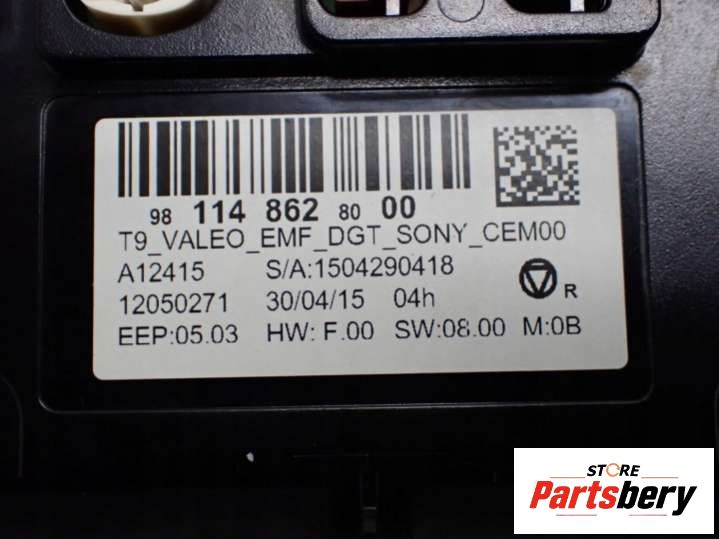 98 114 862 80 00
T9_VALEO_EMF_DGT_SONY_CEM00
A12415 S/A:1504290418
12050271 30/04/15 04h
R
EEP:05.03 HW: F.00 SW:08.00 M:0B
STORE
Partsbery